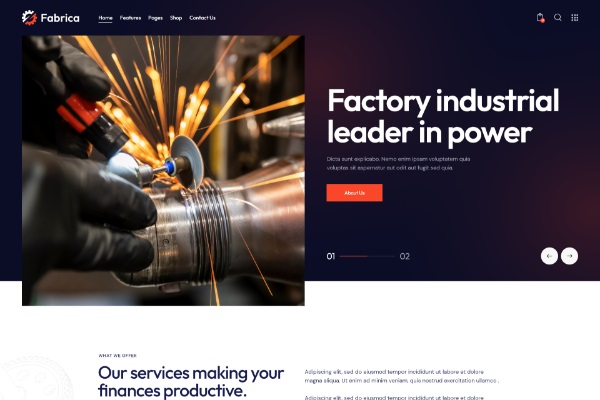 Fabrica
Home Features Pages Shop Contact Us
Factory industrial
leader in power
Dicta sunt explicabo. Nemo enim ipsam voluptatem quia
voluptas sit aspernatur aut odit aut fugit sed quia.
About Us
01 02
WHAT WE OFFER
Our services making your
finances productive.
Adipiscing elit, sed do eiusmod tempor incididunt ut labore et dolore
magna aliqua. Ut enim ad minim veniam, quis nostrud exercitation ullamco.
Adipiscing elit, sed do eiusmod tempor incididunt ut labore et dolore